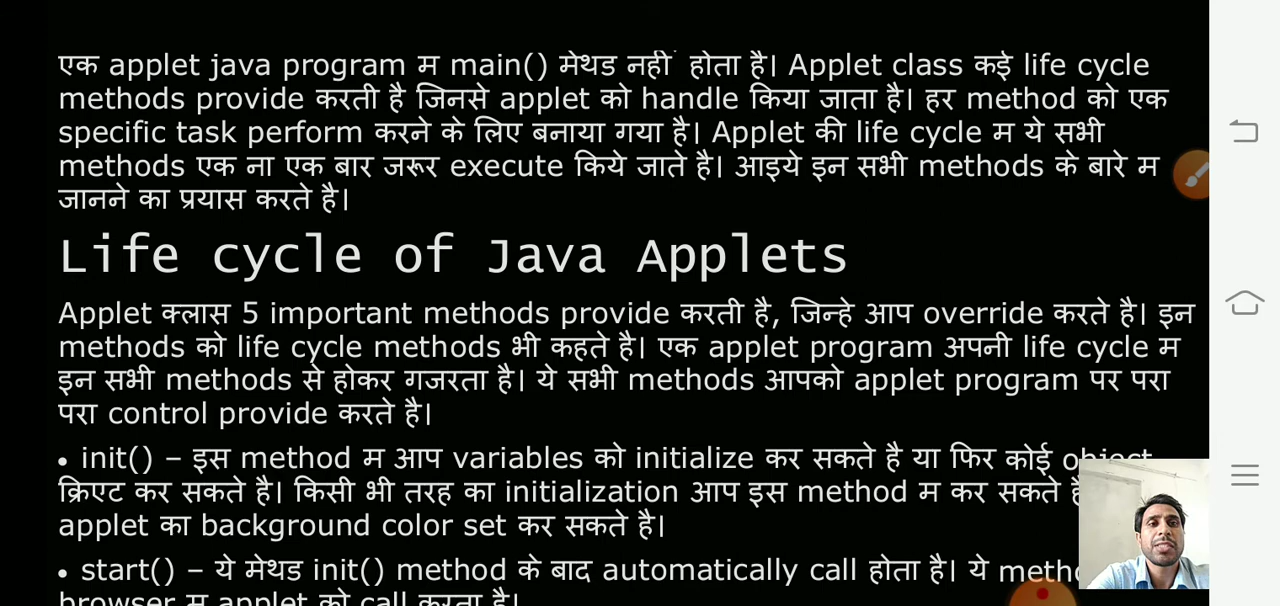 एक applet java program म main() मेथड नहीं होता है। Applet class कई life cycle
methods provide करती है जिनसे applet को handle किया जाता है। हर method को एक
specific task perform करने के लिए बनाया गया है। Applet की life cycle म ये सभी
methods एक ना एक बार जरूर execute किये जाते है। आइये इन सभी methods के बारे म
जानने का प्रयास करते है।
Life cycle of Java Applets
Applet क्लास 5 important methods provide करती है, जिन्हे आप override करते है। इन
methods को life cycle methods भी कहते है। एक applet program अपनी life cycle म
इन सभी methods से होकर गजरता है। ये सभी methods आपको applet program पर परा
परा control provide करते है।
• init() – इस method म आप variables को initialize कर सकते है या फिर कोई object
क्रिएट कर सकते है। किसी भी तरह का initialization आप इस method म कर सकते
applet का background color set कर सकते है।
• start() – ये मेथड init() method के बाद automatically call होता है। ये
browser म applet को call करता है।